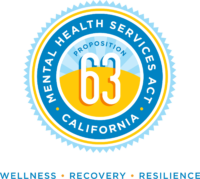 MENTAL HEALTH SERVICES ACT
PROPOSITION
63
• CALIFORNIA •
WELLNESS • RECOVERY • RESILIENCE